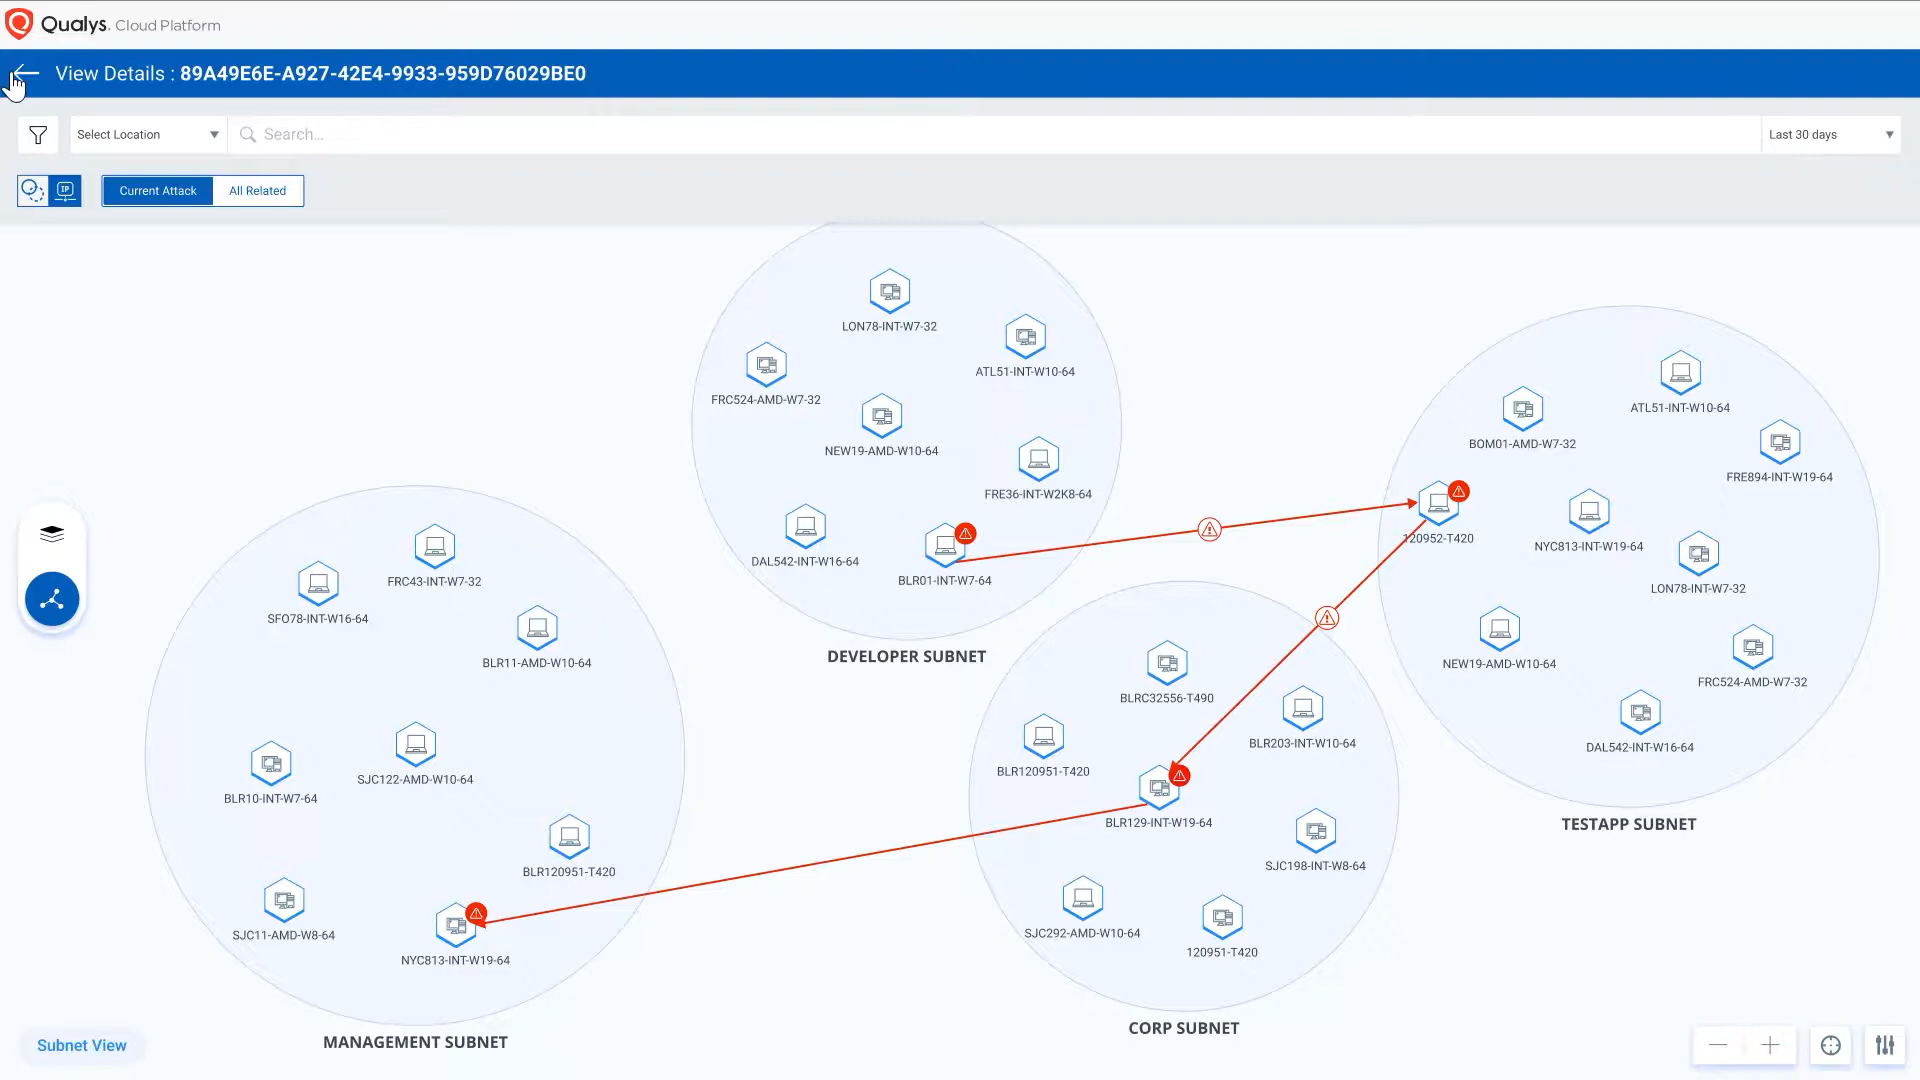 Qualys. Cloud Platform
View Details : 89A49E6E-A927-42E4-9933-959D76029BE0
Select Location
Search...
Last 30 days
IP
Current Attack
All Related
LON78-INT-W7-32
ATL51-INT-W10-64
FRC524-AMD-W7-32
NEW19-AMD-W10-64
FRE36-INT-W2K8-64
DAL542-INT-W16-64
BLR01-INT-W7-64
DEVELOPER SUBNET
ATL51-INT-W10-64
BOM01-AMD-W7-32
FRE894-INT-W19-64
120952-T420
NYC813-INT-W19-64
LON78-INT-W7-32
NEW19-AMD-W10-64
FRC524-AMD-W7-32
DAL542-INT-W16-64
TESTAPP SUBNET
FRC43-INT-W7-32
SFO78-INT-W16-64
BLR11-AMD-W10-64
SJC122-AMD-W10-64
BLR10-INT-W7-64
BLR120951-T420
SJC11-AMD-W8-64
NYC813-INT-W19-64
MANAGEMENT SUBNET
BLRC32556-T490
BLR203-INT-W10-64
BLR120951-T420
BLR129-INT-W19-64
SJC198-INT-W8-64
SJC292-AMD-W10-64
120951-T420
CORP SUBNET
Subnet View